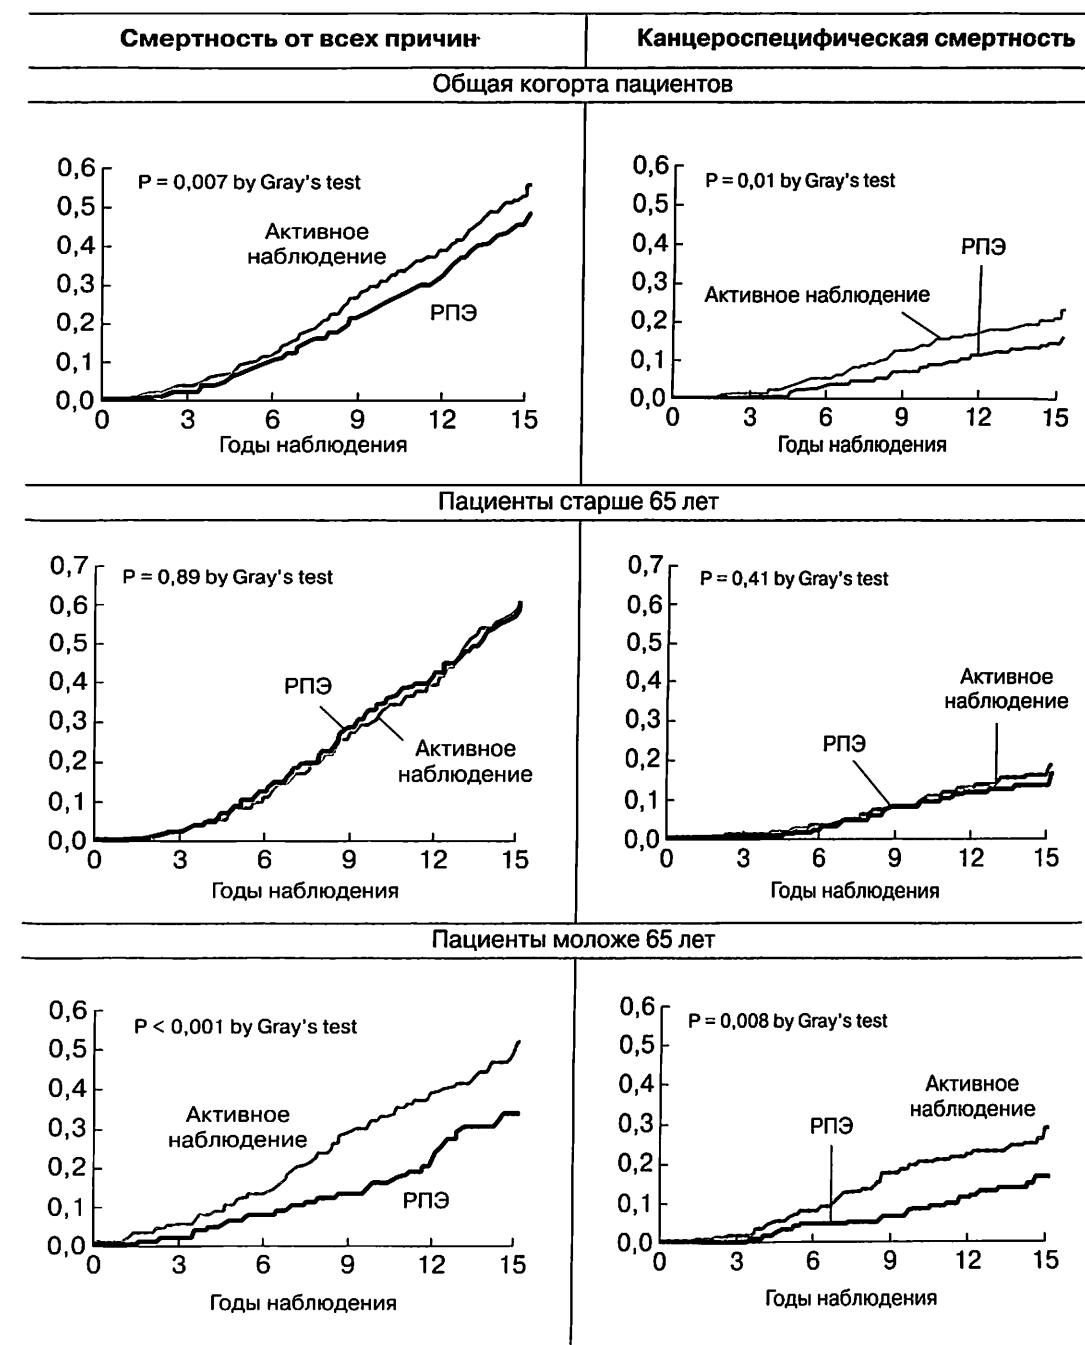 Смертность от всех причин
Канцероспецифическая смертность
Общая когорта пациентов
0,6
0,5
0,4
0,3
0,2
0,1
0,0
P = 0,007 by Gray's test
Активное
наблюдение
РПЭ
0 3 6 9 12 15
Годы наблюдения
0,6
0,5
0,4
0,3
0,2
0,1
0,0
P = 0,01 by Gray's test
РПЭ
Активное наблюдение
0 3 6 9 12 15
Годы наблюдения
Пациенты старше 65 лет
0,7
0,6
0,5
0,4
0,3
0,2
0,1
0,0
P = 0,89 by Gray's test
РПЭ
Активное
наблюдение
0 3 6 9 12 15
Годы наблюдения
0,7
0,6
0,5
0,4
0,3
0,2
0,1
0,0
P = 0,41 by Gray's test
Активное
наблюдение
РПЭ
0 3 6 9 12 15
Годы наблюдения
Пациенты моложе 65 лет
0,6
0,5
0,4
0,3
0,2
0,1
0,0
P < 0,001 by Gray's test
Активное
наблюдение
РПЭ
0 3 6 9 12 15
Годы наблюдения
0,6
0,5
0,4
0,3
0,2
0,1
0,0
P = 0,008 by Gray's test
Активное
наблюдение
РПЭ
0 3 6 9 12 15
Годы наблюдения